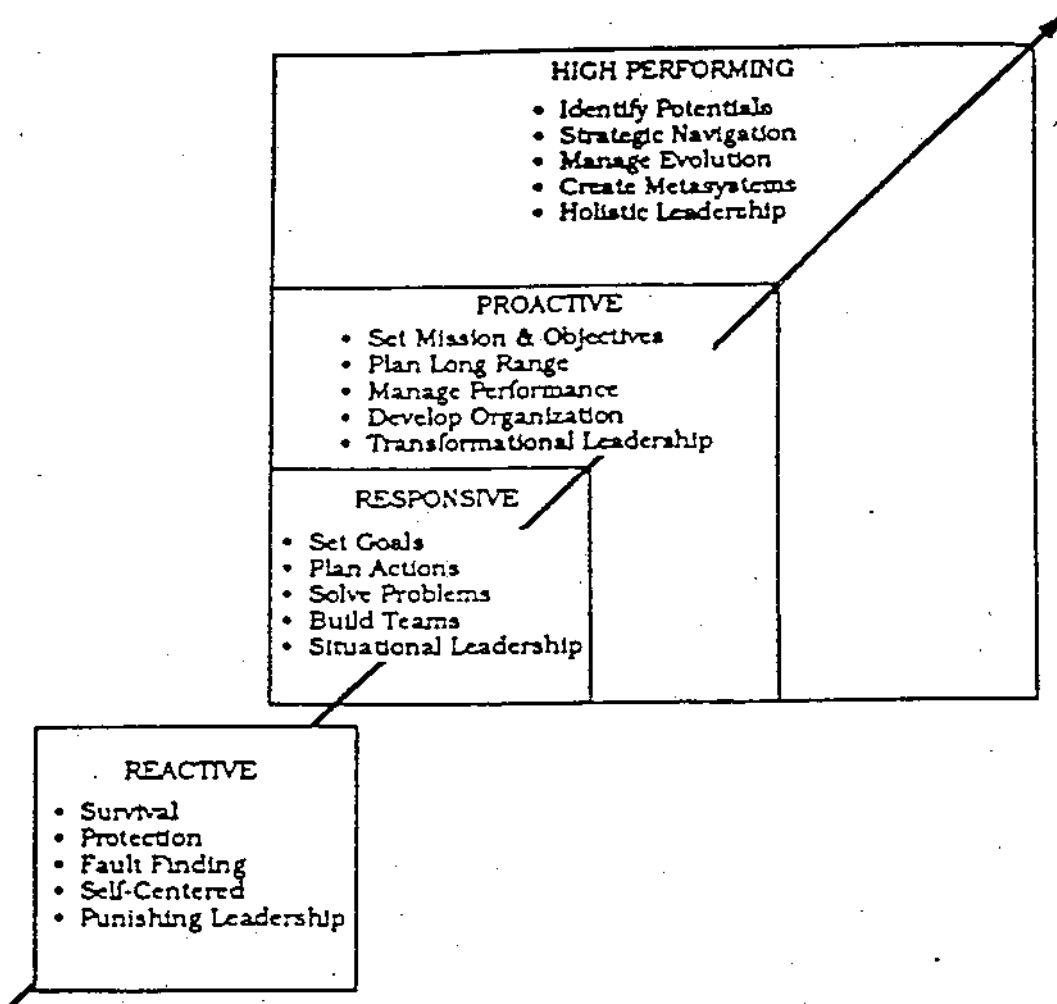 HIGH PERFORMING
• Identify Potentials
• Strategic Navigation
• Manage Evolution
• Create Metasystems
• Holistic Leadership
PROACTIVE
• Set Mission & Objectives
• Plan Long Range
• Manage Performance
• Develop Organization
• Transformational Leadership
RESPONSIVE
• Set Goals
• Plan Actions
• Solve Problems
• Build Teams
• Situational Leadership
REACTIVE
• Survival
• Protection
• Fault Finding
• Self-Centered
• Punishing Leadership